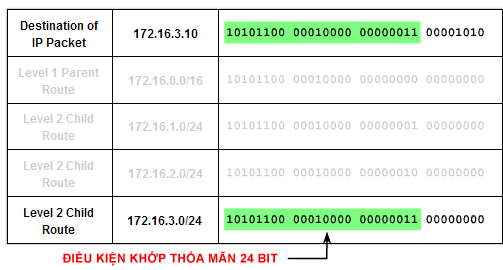 Destination of
IP Packet
172.16.3.10
10101100 00010000 00000011 00001010
Level 1 Parent
Route
172.16.0.0/16
10101100 00010000 00000000 00000000
Level 2 Child
Route
172.16.1.0/24
10101100 00010000 00000001 00000000
Level 2 Child
Route
172.16.2.0/24
10101100 00010000 00000010 00000000
Level 2 Child
Route
172.16.3.0/24
10101100 00010000 00000011 00000000
ĐIỀU KIỆN KHỚP THỎA MÃN 24 BIT